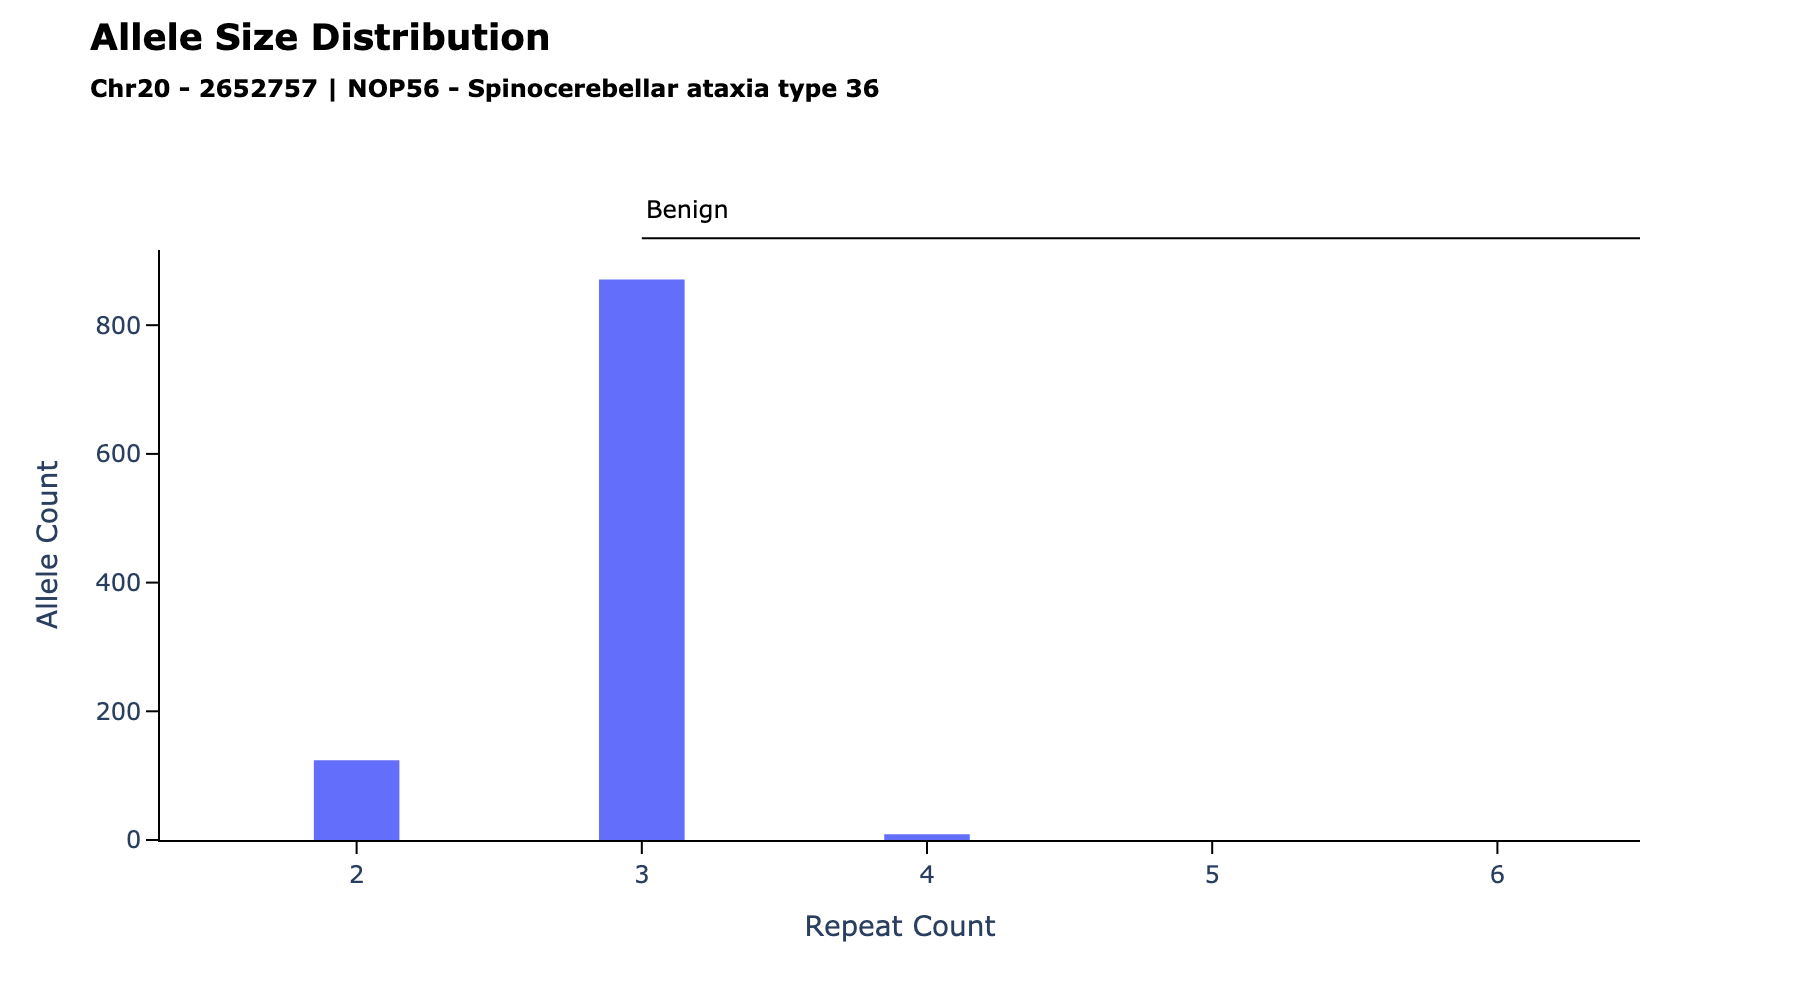 Allele Size Distribution
Chr20 - 2652757 | NOP56 - Spinocerebellar ataxia type 36
Benign
800
600
400
200
0
Allele Count
2 3 4 5 6
Repeat Count